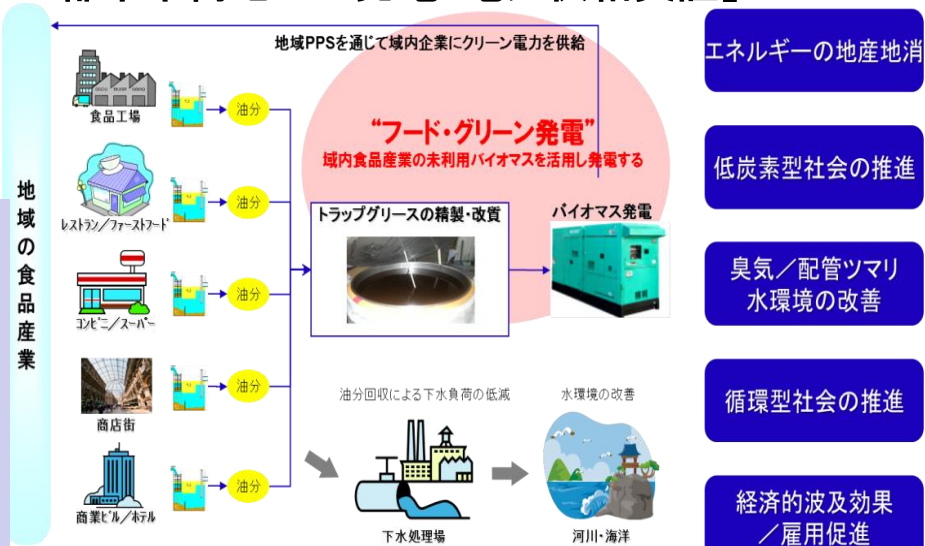 地域PPSを通じて域内企業にクリーン電力を供給
“フード・グリーン発電”
域内食品産業の未利用バイオマスを活用し発電する
地域の食品産業
食品工場
油分
レストラン／ファーストフード
油分
コンビニ／スーパー
油分
商店街
油分
商業ビル／ホテル
油分
トラップグリースの精製・改質
バイオマス発電
油分回収による下水負荷の低減
水環境の改善
下水処理場
河川・海洋
エネルギーの地産地消
低炭素型社会の推進
臭気／配管ツマリ
水環境の改善
循環型社会の推進
経済的波及効果
／雇用促進